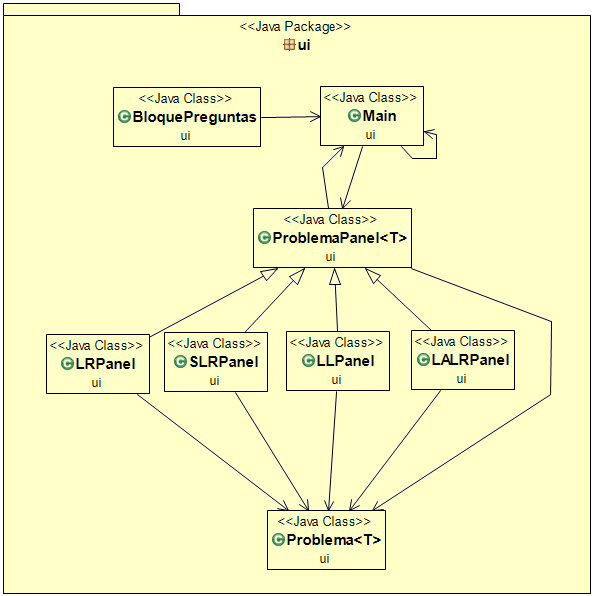 <<Java Package>>
ui
<<Java Class>>
BloquePreguntas
ui
<<Java Class>>
Main
ui
<<Java Class>>
ProblemaPanel<T>
ui
<<Java Class>>
LRPanel
ui
<<Java Class>>
SLRPanel
ui
<<Java Class>>
LLPanel
ui
<<Java Class>>
LALRPanel
ui
<<Java Class>>
Problema<T>
ui